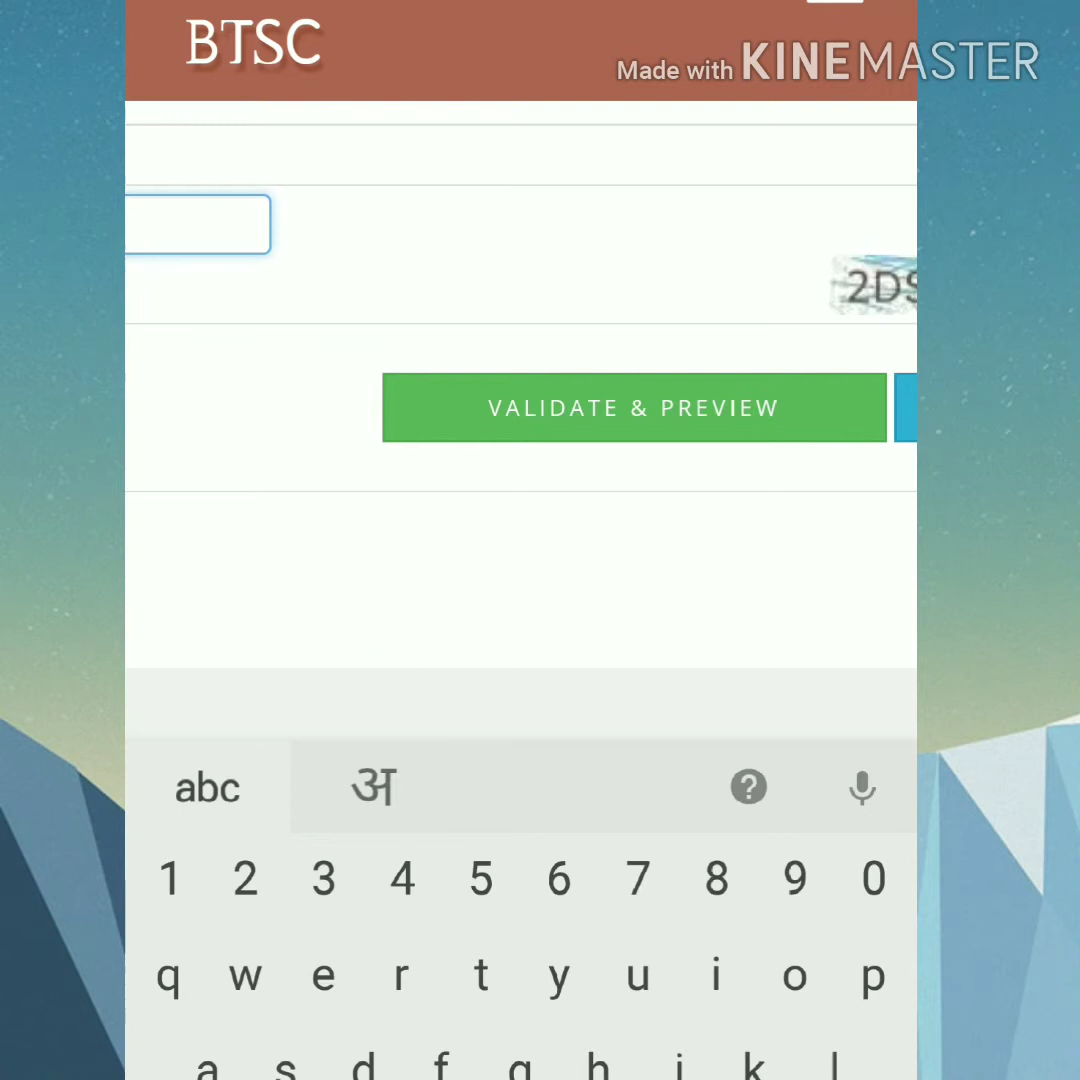 BTSC
Made with KINEMASTER
2DS
VALIDATE & PREVIEW
abc अ ?
1 2 3 4 5 6 7 8 9 0
q w e r t y u i o p
a s d f g h j k l